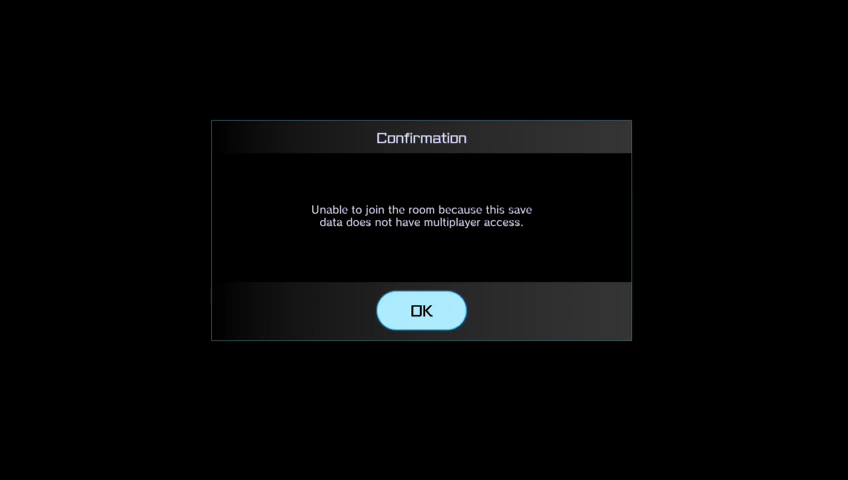 Confirmation
Unable to join the room because this save
data does not have multiplayer access.
OK